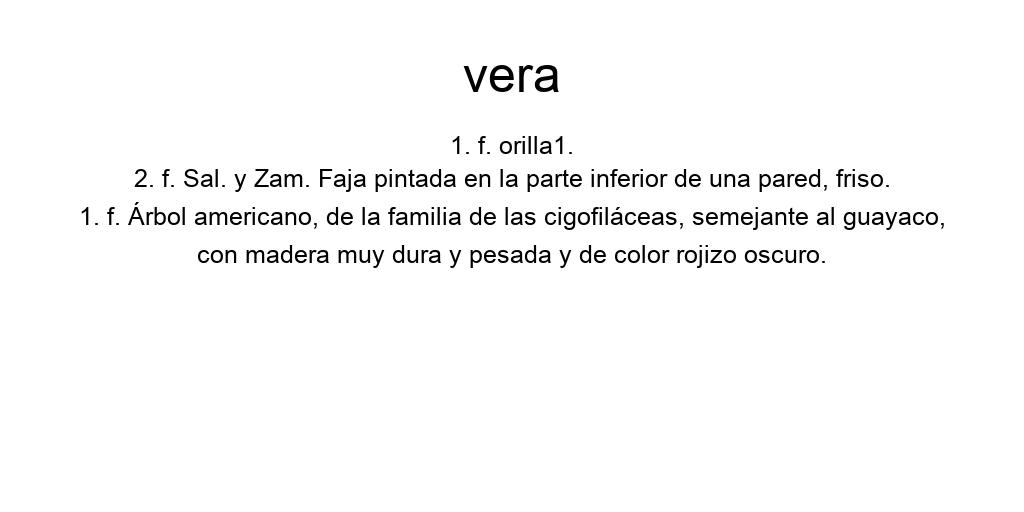 vera
1. f. orilla1.
2. f. Sal. y Zam. Faja pintada en la parte inferior de una pared, friso.
1. f. Árbol americano, de la familia de las cigofiláceas, semejante al guayaco,
con madera muy dura y pesada y de color rojizo oscuro.